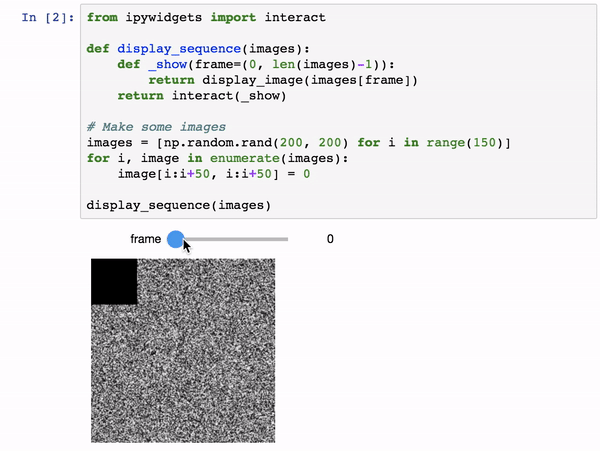 In [2]: from ipywidgets import interact
def display_sequence(images):
    def _show(frame=(0, len(images)-1)):
        return display_image(images[frame])
    return interact(_show)
# Make some images
images = [np.random.rand(200, 200) for i in range(150)]
for i, image in enumerate(images):
    image[i:i+50, i:i+50] = 0
display_sequence(images)
frame 0